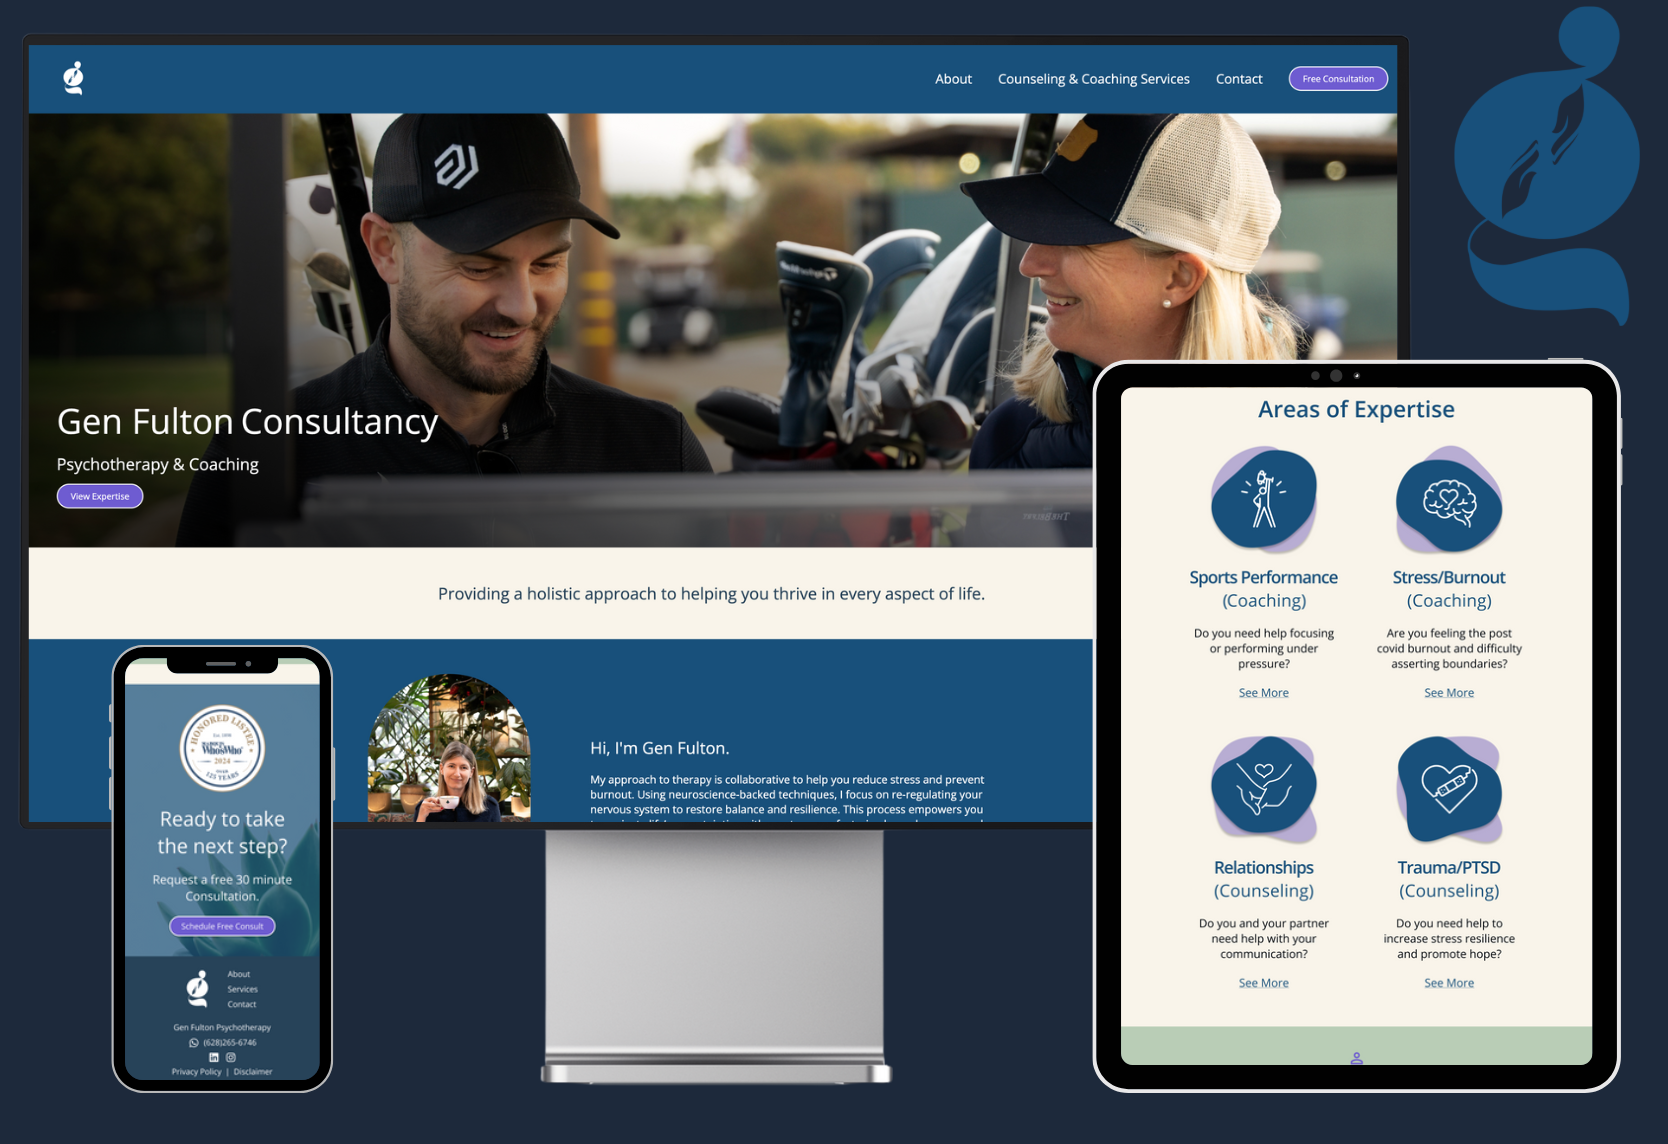 About
Counseling & Coaching Services
Contact
Free Consultation
Gen Fulton Consultancy
Psychotherapy & Coaching
View Expertise
Providing a holistic approach to helping you thrive in every aspect of life.
Hi, I'm Gen Fulton.
My approach to therapy is collaborative to help you reduce stress and prevent
burnout. Using neuroscience-backed techniques, I focus on re-regulating your
nervous system to restore balance and resilience. This process empowers you
HONORED LISTEE
Est. 1898
MARQUIS
Who's Who
2024
OVER
125 YEARS
Ready to take
the next step?
Request a free 30 minute
Consultation.
Schedule Free Consult
About
Services
Contact
Gen Fulton Psychotherapy
(628)265-6746
Privacy Policy | Disclaimer
Areas of Expertise
Sports Performance
(Coaching)
Do you need help focusing
or performing under
pressure?
See More
Stress/Burnout
(Coaching)
Are you feeling the post
covid burnout and difficulty
asserting boundaries?
See More
Relationships
(Counseling)
Do you and your partner
need help with your
communication?
See More
Trauma/PTSD
(Counseling)
Do you need help to
increase stress resilience
and promote hope?
See More